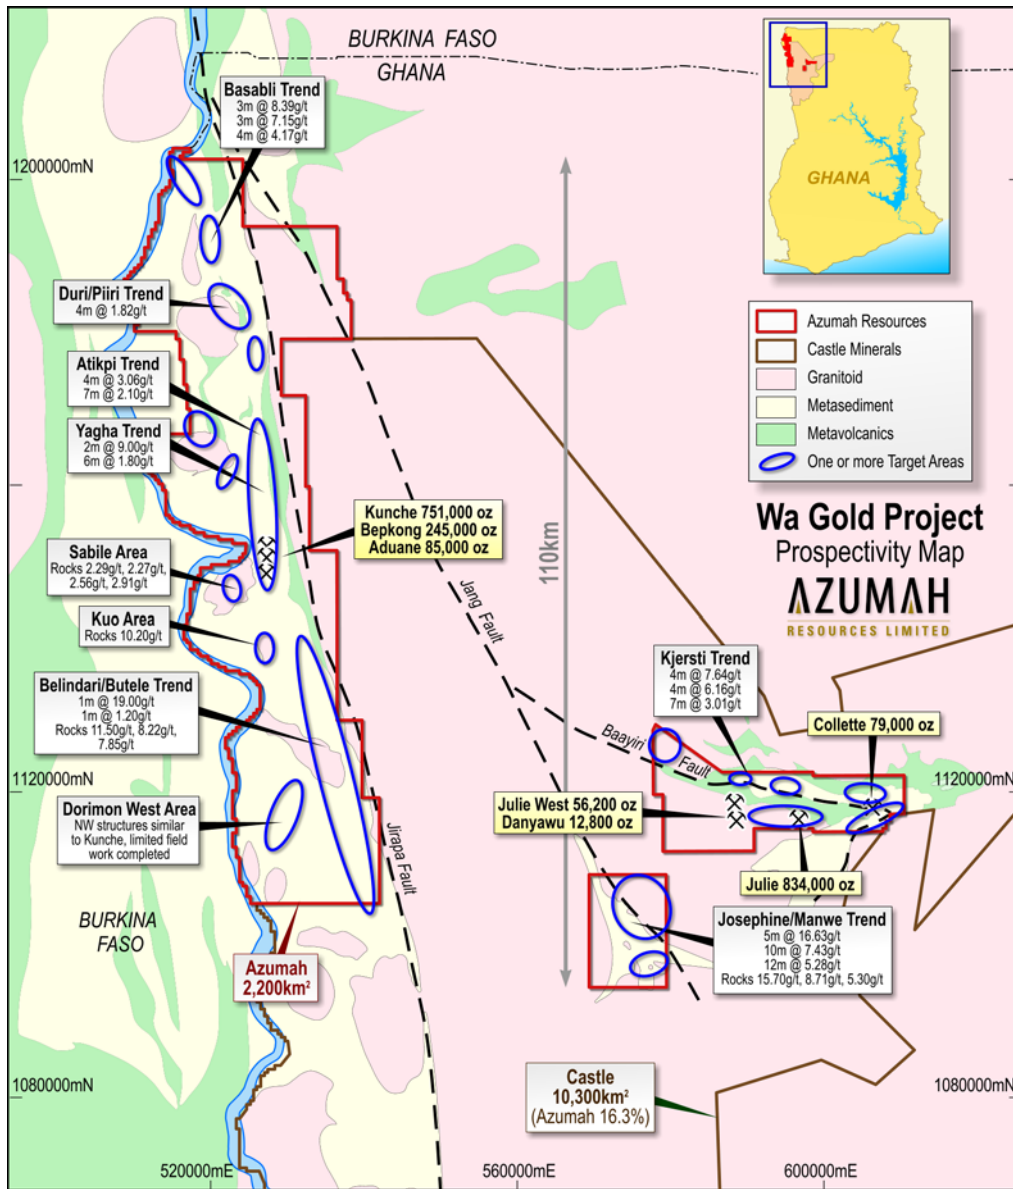 BURKINA FASO
GHANA
Basabli Trend
3m @ 8.39g/t
3m @ 7.15g/t
4m @ 4.17g/t
1200000mN
GHANA
Duri/Piiri Trend
4m @ 1.82g/t
Azumah Resources
Castle Minerals
Granitoid
Metasediment
Metavolcanics
One or more Target Areas
Atikpi Trend
4m @ 3.06g/t
7m @ 2.10g/t
Yagha Trend
2m @ 9.00g/t
6m @ 1.80g/t
Kunche 751,000 oz
Bepkong 245,000 oz
Aduane 85,000 oz
Wa Gold Project
Prospectivity Map
AZUMAH
RESOURCES LIMITED
110km
Sabile Area
Rocks 2.29g/t, 2.27g/t,
2.56g/t, 2.91g/t
Jang Fault
Kuo Area
Rocks 10.20g/t
Belindari/Butele Trend
1m @ 19.00g/t
1m @ 1.20g/t
Rocks 11.50g/t, 8.22g/t,
7.85g/t
Kjersti Trend
4m @ 7.64g/t
4m @ 6.16g/t
7m @ 3.01g/t
Collette 79,000 oz
Baayiri Fault
1120000mN
1120000mN
Dorimon West Area
NW structures similar
to Kunche, limited field
work completed
Julie West 56,200 oz
Danyawu 12,800 oz
Jirapa Fault
Julie 834,000 oz
BURKINA
FASO
Josephine/Manwe Trend
5m @ 16.63g/t
10m @ 7.43g/t
12m @ 5.28g/t
Rocks 15.70g/t, 8.71g/t, 5.30g/t
Azumah
2,200km²
Castle
10,300km²
(Azumah 16.3%)
1080000mN
1080000mN
520000mE
560000mE
600000mE